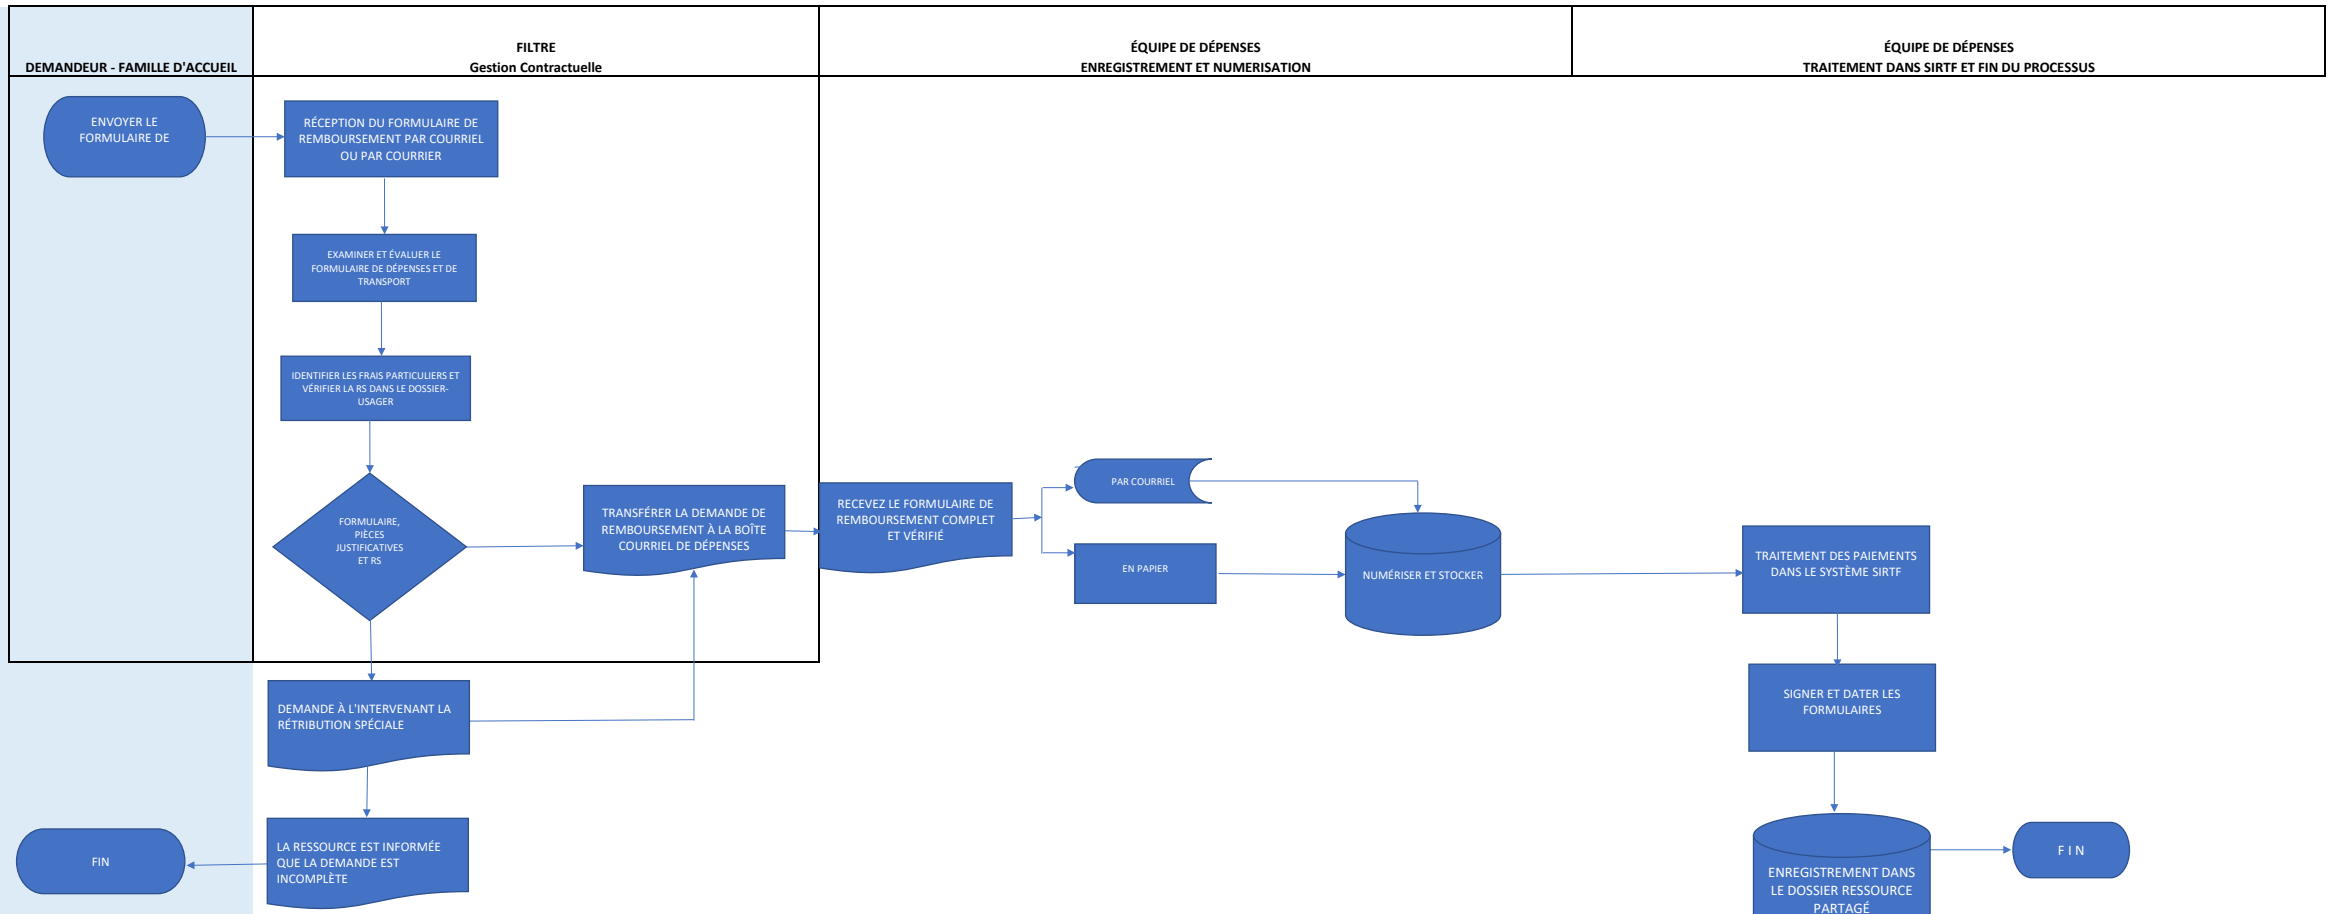 DEMANDEUR - FAMILLE D'ACCUEIL
FILTRE
Gestion Contractuelle
ÉQUIPE DE DÉPENSES
ENREGISTREMENT ET NUMERISATION
ÉQUIPE DE DÉPENSES
TRAITEMENT DANS SIRTF ET FIN DU PROCESSUS
ENVOYER LE
FORMULAIRE DE
RÉCEPTION DU FORMULAIRE DE
REMBOURSEMENT PAR COURRIEL
OU PAR COURRIER
EXAMINER ET ÉVALUER LE
FORMULAIRE DE DÉPENSES ET DE
TRANSPORT
IDENTIFIER LES FRAIS PARTICULIERS ET
VÉRIFIER LA RS DANS LE DOSSIER-
USAGER
FORMULAIRE,
PIÈCES
JUSTIFICATIVES
ET RS
TRANSFÉRER LA DEMANDE DE
REMBOURSEMENT À LA BOÎTE
COURRIEL DE DÉPENSES
RECEVEZ LE FORMULAIRE DE
REMBOURSEMENT COMPLET
ET VÉRIFIÉ
PAR COURRIEL
EN PAPIER
NUMÉRISER ET STOCKER
TRAITEMENT DES PAIEMENTS
DANS LE SYSTÈME SIRTF
SIGNER ET DATER LES
FORMULAIRES
DEMANDE À L'INTERVENANT LA
RÉTRIBUTION SPÉCIALE
LA RESSOURCE EST INFORMÉE
QUE LA DEMANDE EST
INCOMPLÈTE
FIN
ENREGISTREMENT DANS
LE DOSSIER RESSOURCE
PARTAGÉ
F I N